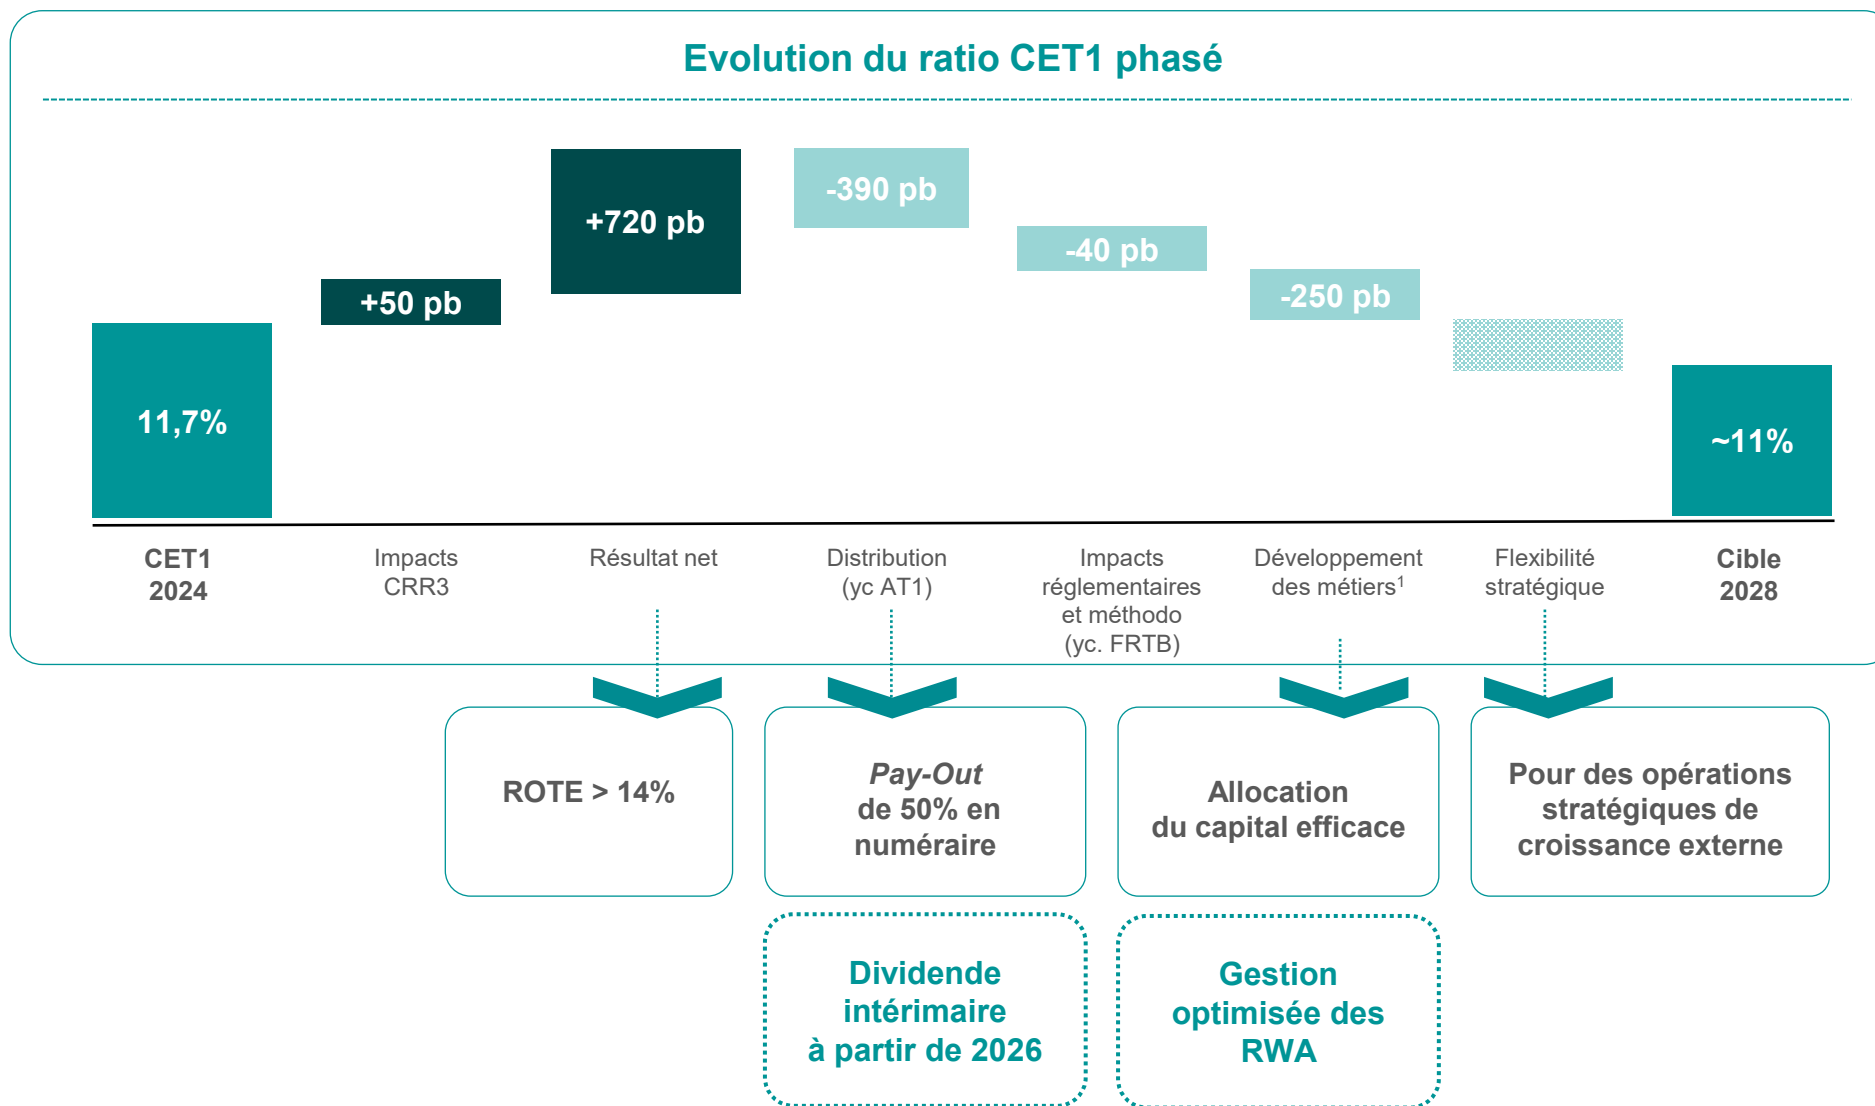 Evolution du ratio CET1 phasé
11,7%
+50 pb
+720 pb
-390 pb
-40 pb
-250 pb
~11%
CET1
2024
Impacts
CRR3
Résultat net
Distribution
(yc AT1)
Impacts
réglementaires
et méthodo
(yc. FRTB)
Développement
des métiers¹
Flexibilité
stratégique
Cible
2028
ROTE > 14%
Pay-Out
de 50% en
numéraire
Allocation
du capital efficace
Pour des opérations
stratégiques de
croissance externe
Dividende
intérimaire
à partir de 2026
Gestion
optimisée des
RWA